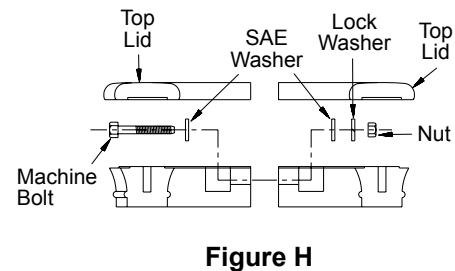 Top
Lid
SAE
Washer
Lock
Washer
Top
Lid
Machine
Bolt
Nut
Figure H